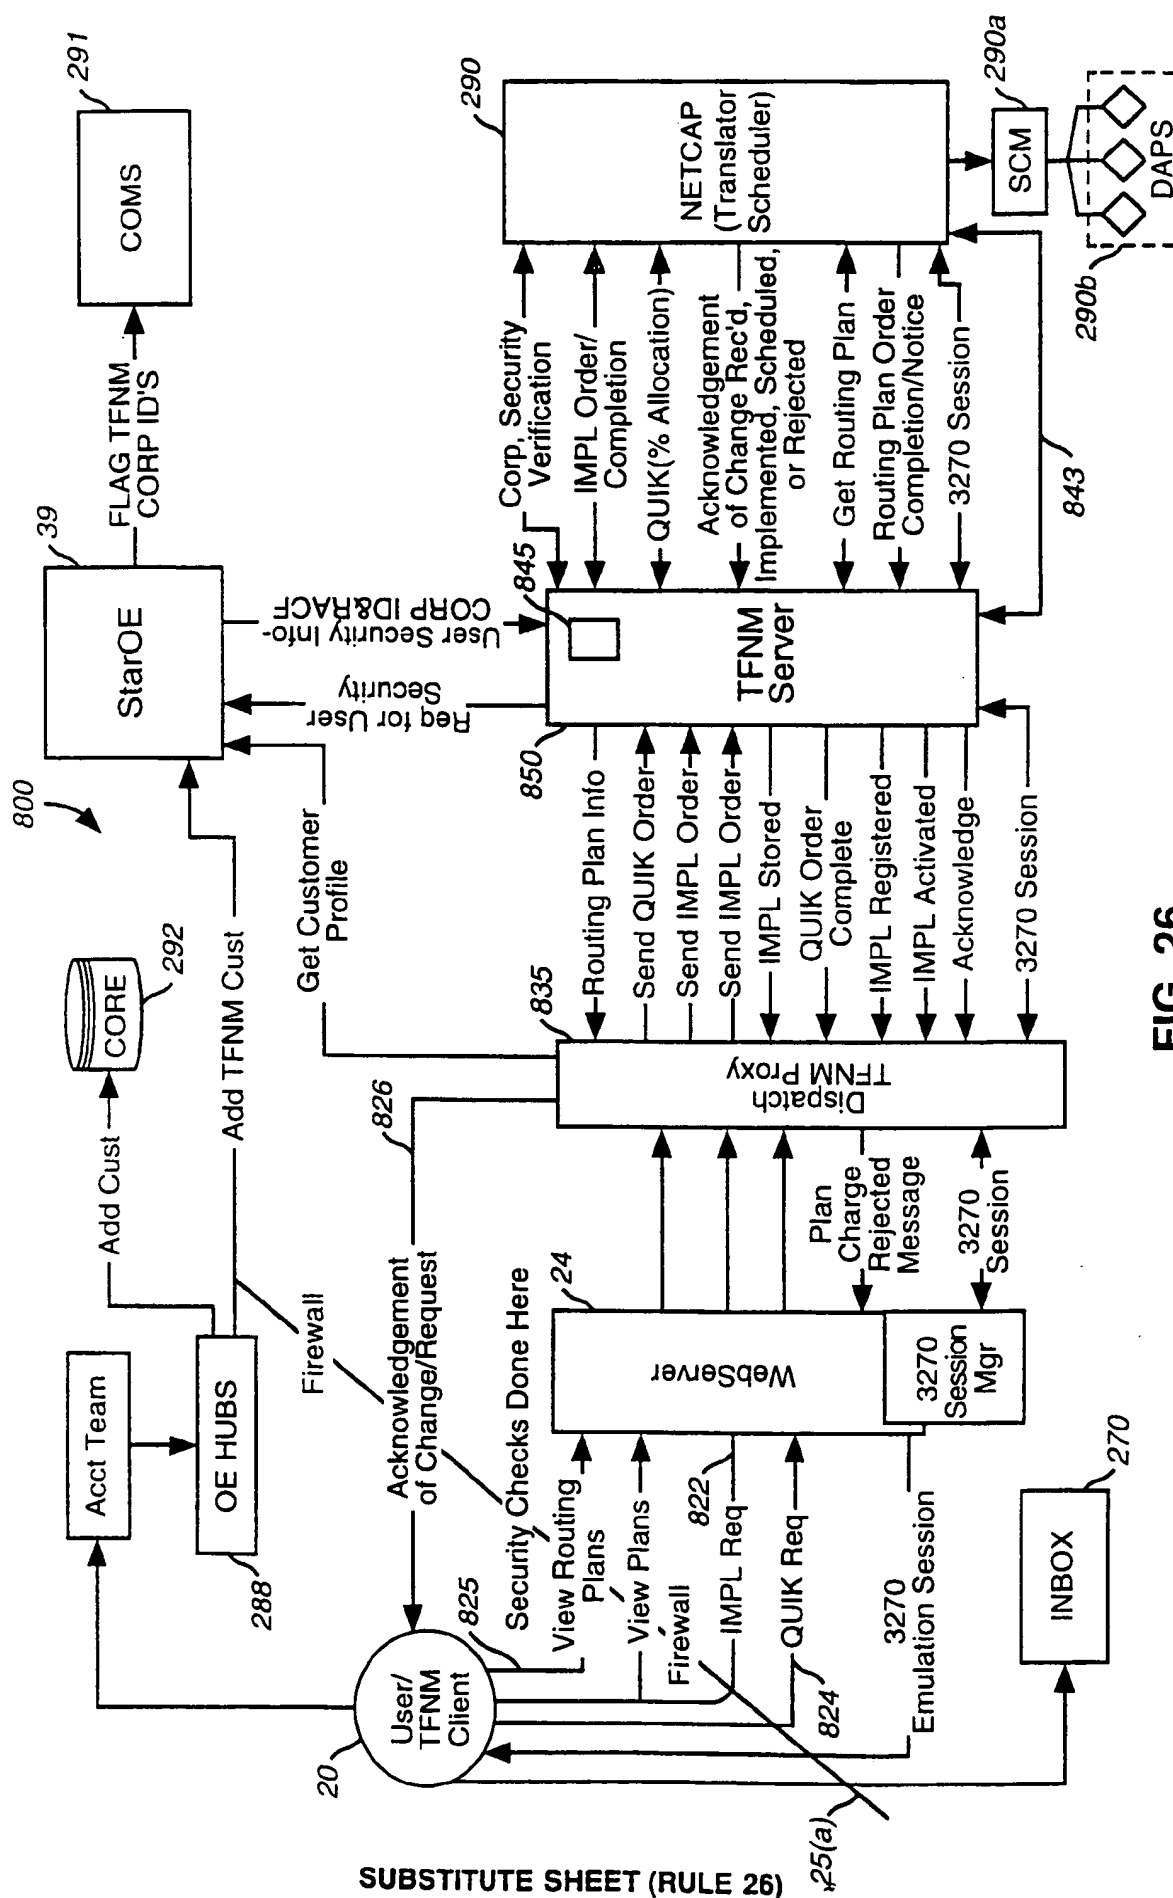 800
Acct Team
OE HUBS
288
Add Cust
CORE
292
Add TFNM Cust
Firewall
Get Customer
Profile
StarOE
39
FLAG TFNM
CORP ID'S
COMS
291
Req for User
Security
User Security Info-
CORP ID&RACF
User/
TFNM
Client
20
Acknowledgement
of Change/Request
826
Security Checks Done Here
825
View Routing
Plans
View Plans
Firewall
IMPL Req
822
QUIK Req
824
3270
Emulation Session
25(a)
INBOX
270
24
WebServer
3270
Session
Mgr
Plan
Charge
Rejected
Message
3270
Session
835
Dispatch
TFNM Proxy
Routing Plan Info
Send QUIK Order
Send IMPL Order
Send IMPL Order
IMPL Stored
QUIK Order
Complete
IMPL Registered
IMPL Activated
Acknowledge
3270 Session
850
845
TFNM
Server
Corp, Security
Verification
IMPL Order/
Completion
QUIK(% Allocation)
Acknowledgement
of Change Rec'd,
Implemented, Scheduled,
or Rejected
Get Routing Plan
Routing Plan Order
Completion/Notice
3270 Session
843
290
NETCAP
(Translator
Scheduler)
SCM
290a
DAPS
290b
FIG. 26
SUBSTITUTE SHEET (RULE 26)